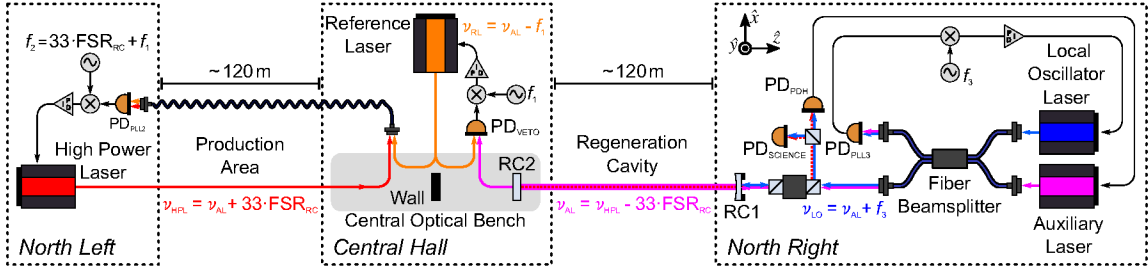 f₂=33·FSR_RC+f₁
PD_PLL2
High Power
Laser
North Left
~120 m
Production
Area
ν_HPL = ν_AL + 33·FSR_RC
Reference
Laser
ν_RL = ν_AL - f₁
PID
f₁
PD_VETO
RC2
Wall
Central Optical Bench
Central Hall
~120 m
Regeneration
Cavity
ν_AL = ν_HPL - 33·FSR_RC
x̂
ŷ
ẑ
PD_PDH
PD_SCIENCE
PD_PLL3
PID
f₃
Local
Oscillator
Laser
RC1
Fiber
Beamsplitter
ν_LO = ν_AL + f₃
Auxiliary
Laser
North Right